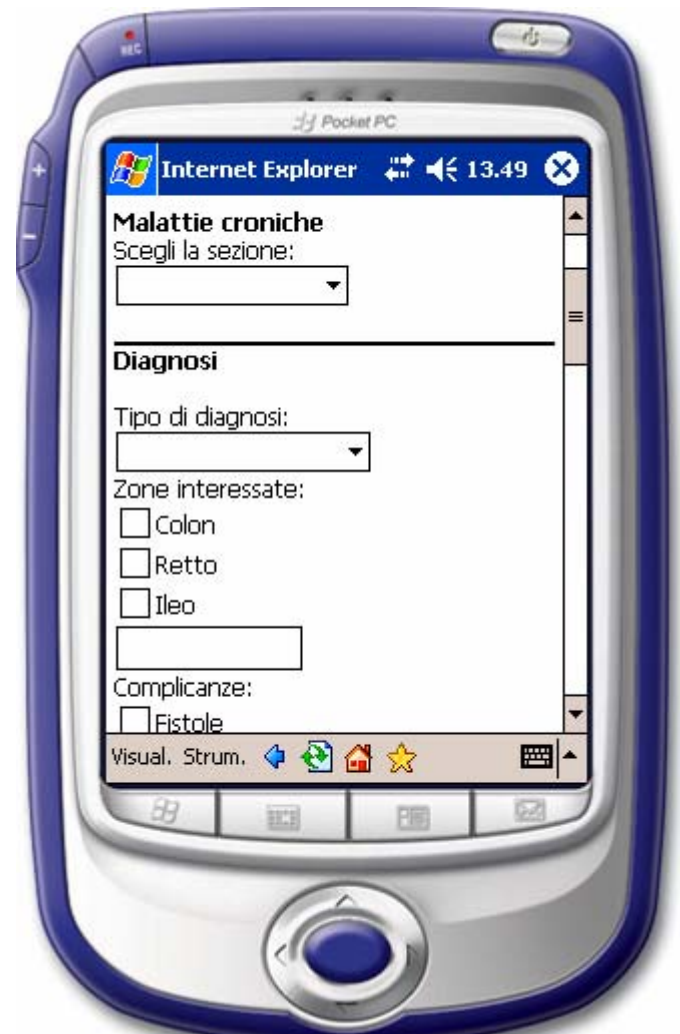 REC
Pocket PC
Internet Explorer 13.49
Malattie croniche
Scegli la sezione:
Diagnosi
Tipo di diagnosi:
Zone interessate:
Colon
Retto
Ileo
Complicanze:
Fistole
Visual. Strum.